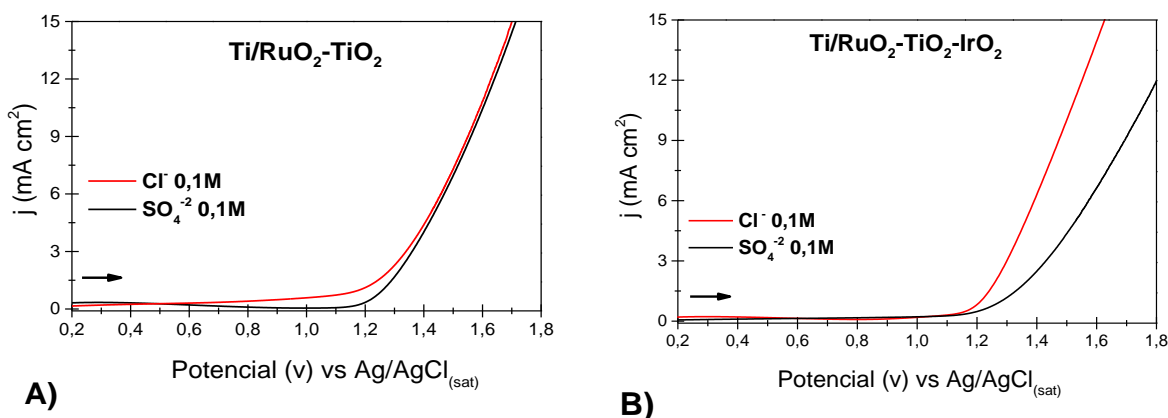 Ti/RuO₂-TiO₂
15
12
9
6
3
0
j (mA cm²)
Cl⁻ 0,1M
SO₄⁻² 0,1M
0,2 0,4 0,6 0,8 1,0 1,2 1,4 1,6 1,8
Potencial (v) vs Ag/AgCl(sat)
A)
Ti/RuO₂-TiO₂-IrO₂
15
12
9
6
3
0
j (mA cm²)
Cl⁻ 0,1M
SO₄⁻² 0,1M
0,2 0,4 0,6 0,8 1,0 1,2 1,4 1,6 1,8
Potencial (v) vs Ag/AgCl(sat)
B)